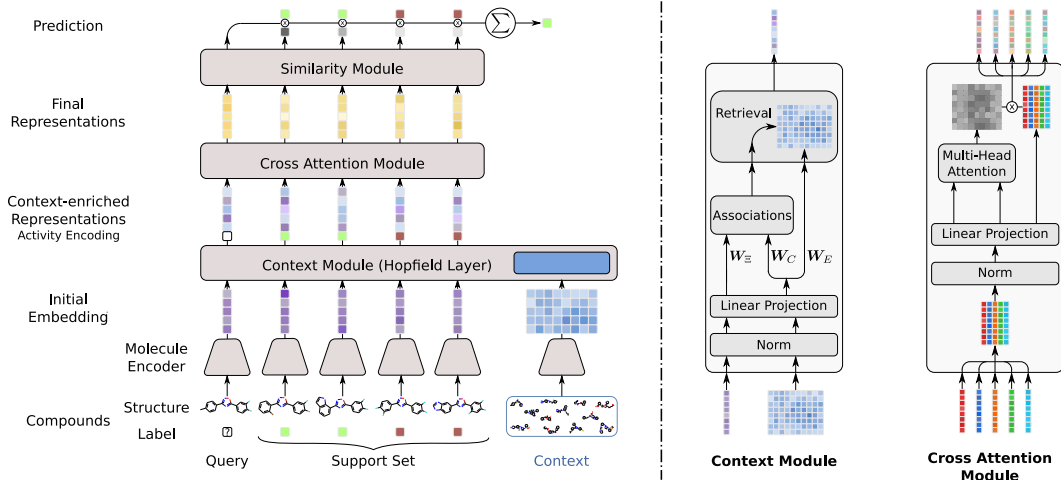 Prediction
Σ
Similarity Module
Final
Representations
Cross Attention Module
Context-enriched
Representations
Activity Encoding
Context Module (Hopfield Layer)
Initial
Embedding
Molecule
Encoder
Compounds
Structure
Label
?
Query
Support Set
Context
Retrieval
Associations
W_Ξ
W_C
W_E
Linear Projection
Norm
Context Module
Multi-Head
Attention
Linear Projection
Norm
Cross Attention
Module